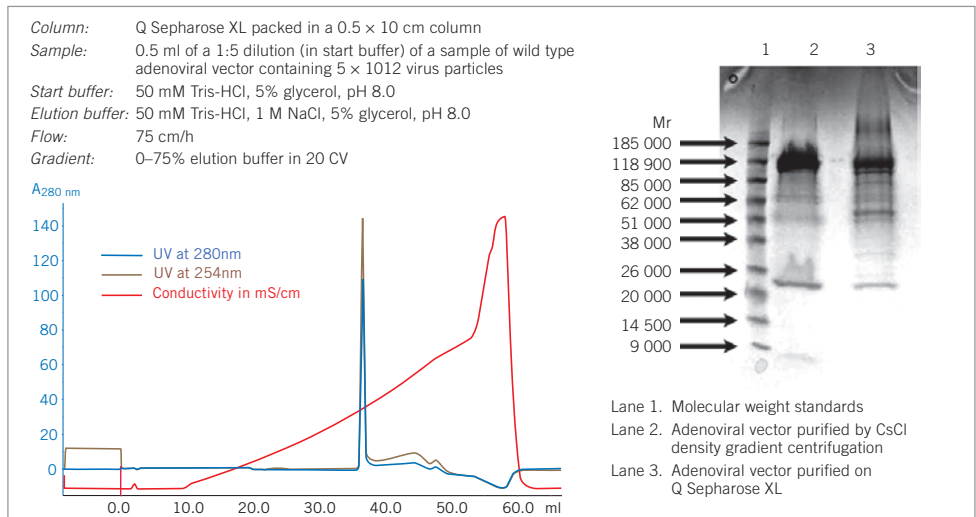 Column: Q Sepharose XL packed in a 0.5 × 10 cm column
Sample: 0.5 ml of a 1:5 dilution (in start buffer) of a sample of wild type
adenoviral vector containing 5 × 1012 virus particles
Start buffer: 50 mM Tris-HCl, 5% glycerol, pH 8.0
Elution buffer: 50 mM Tris-HCl, 1 M NaCl, 5% glycerol, pH 8.0
Flow: 75 cm/h
Gradient: 0–75% elution buffer in 20 CV
A280 nm
140
120
100
80
60
40
20
0
UV at 280nm
UV at 254nm
Conductivity in mS/cm
0.0 10.0 20.0 30.0 40.0 50.0 60.0 ml
1 2 3
Mr
185 000
118 900
85 000
62 000
51 000
38 000
26 000
20 000
14 500
9 000
Lane 1. Molecular weight standards
Lane 2. Adenoviral vector purified by CsCl
density gradient centrifugation
Lane 3. Adenoviral vector purified on
Q Sepharose XL